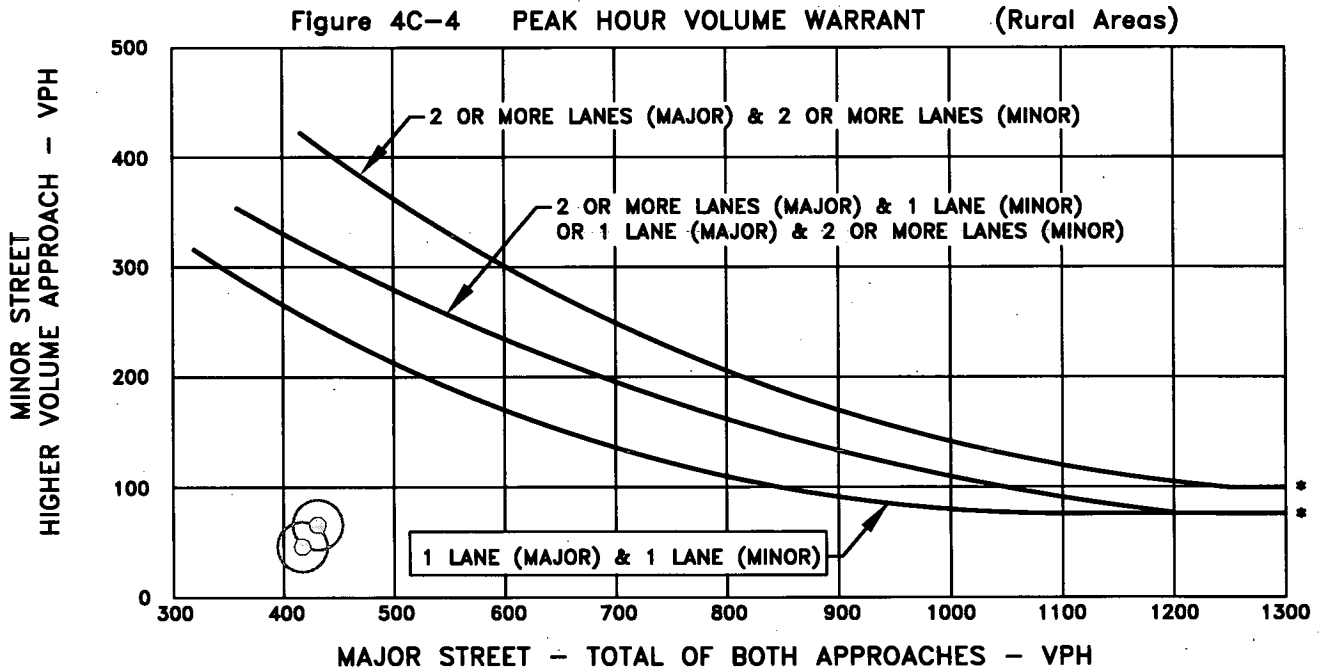 Figure 4C-4 PEAK HOUR VOLUME WARRANT (Rural Areas)
MINOR STREET
HIGHER VOLUME APPROACH - VPH
500
400
300
200
100
0
2 OR MORE LANES (MAJOR) & 2 OR MORE LANES (MINOR)
2 OR MORE LANES (MAJOR) & 1 LANE (MINOR)
OR 1 LANE (MAJOR) & 2 OR MORE LANES (MINOR)
*
*
1 LANE (MAJOR) & 1 LANE (MINOR)
300 400 500 600 700 800 900 1000 1100 1200 1300
MAJOR STREET - TOTAL OF BOTH APPROACHES - VPH